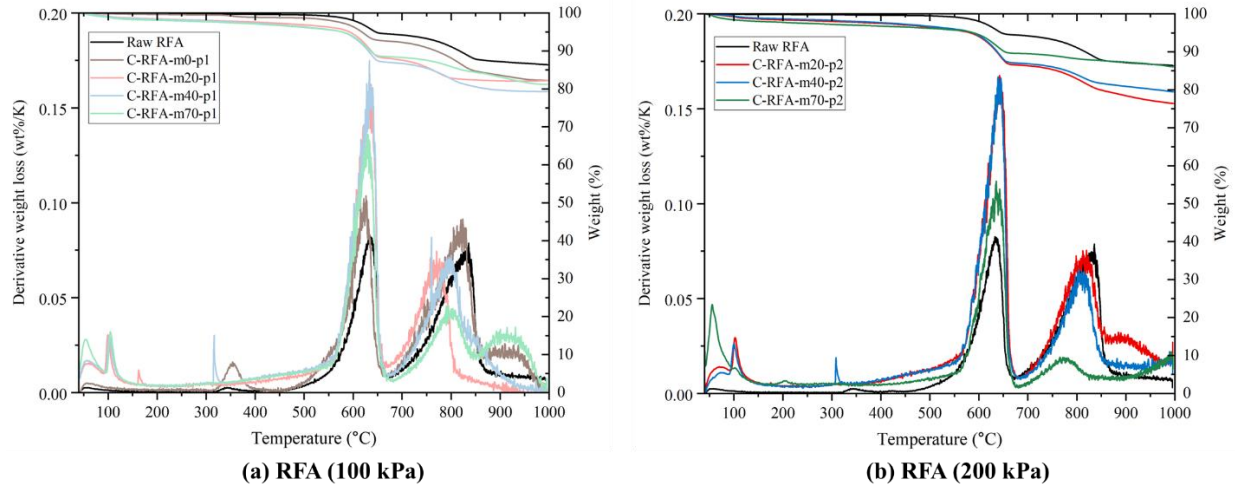 0.20
0.15
0.10
0.05
0.00
Derivative weight loss (wt%/K)
Raw RFA
C-RFA-m0-p1
C-RFA-m20-p1
C-RFA-m40-p1
C-RFA-m70-p1
100
90
80
70
60
50
40
30
20
10
0
Weight (%)
100 200 300 400 500 600 700 800 900 1000
Temperature (°C)
(a) RFA (100 kPa)
0.20
0.15
0.10
0.05
0.00
Derivative weight loss (wt%/K)
Raw RFA
C-RFA-m20-p2
C-RFA-m40-p2
C-RFA-m70-p2
100
90
80
70
60
50
40
30
20
10
0
Weight (%)
100 200 300 400 500 600 700 800 900 1000
Temperature (°C)
(b) RFA (200 kPa)